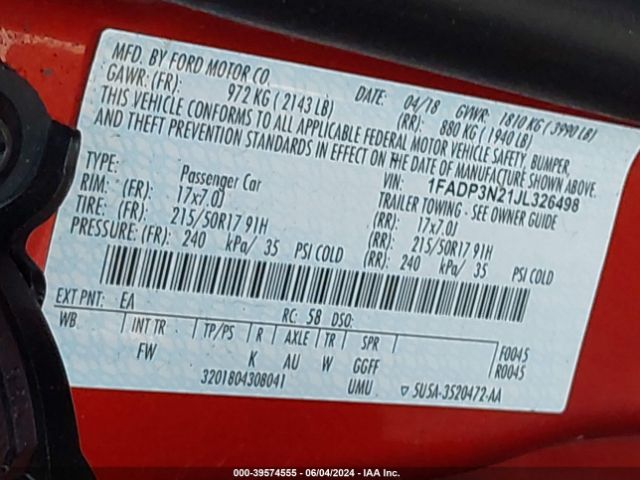 MFD. BY FORD MOTOR CO.
DATE: 04/18 GVWR: 1810 KG (3990 LB)
GAWR: (FR): 972 KG (2143 LB) (RR): 880 KG (1940 LB)
THIS VEHICLE CONFORMS TO ALL APPLICABLE FEDERAL MOTOR VEHICLE SAFETY, BUMPER,
AND THEFT PREVENTION STANDARDS IN EFFECT ON THE DATE OF MANUFACTURE SHOWN ABOVE.
VIN: 1FADP3N21JL326498
TYPE: Passenger Car TRAILER TOWING - SEE OWNER GUIDE
RIM: (FR) 17x7.0J (RR) : 17x7.0J
TIRE: (FR) 215/50R17 91H (RR) : 215/50R17 91H
PRESSURE: (FR) 240 kPa/ 35 PSI COLD (RR) : 240 kPa/ 35 PSI COLD
EXT PNT: EA RC: 58 DSO:
WB INT TR TP/PS R AXLE TR SPR F0045
FW K AU W GGFF R0045
3201804308041 UMU 5U5A-3520472-AA
000-39574555 - 06/04/2024 - IAA Inc.